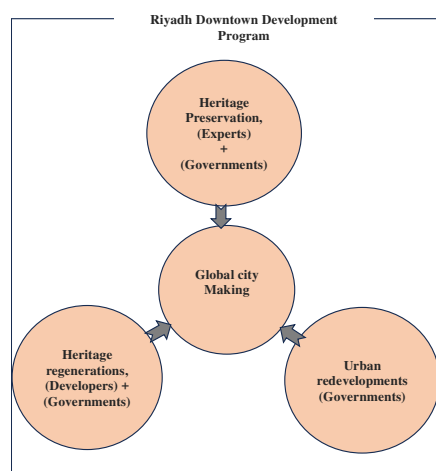 Riyadh Downtown Development
Program
Heritage
Preservation,
(Experts)
+
(Governments)
Global city
Making
Heritage
regenerations,
(Developers) +
(Governments)
Urban
redevelopments
(Governments)